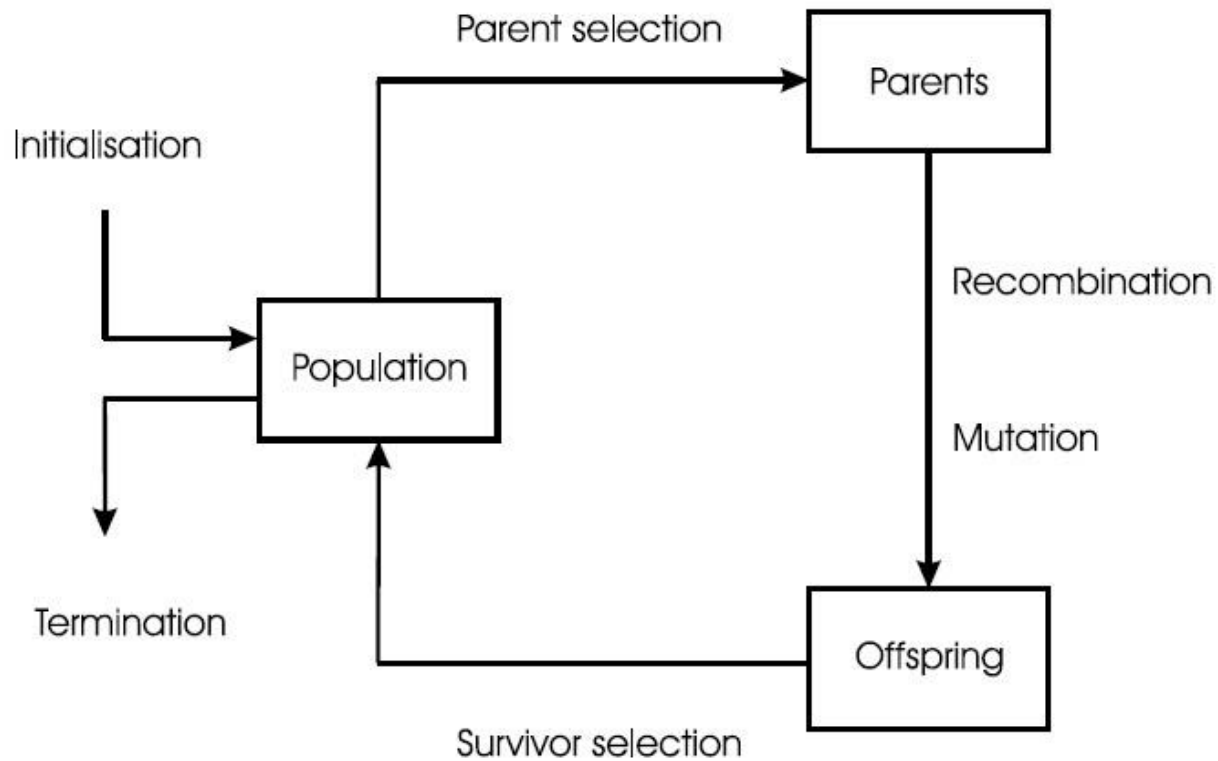 Parent selection
Parents
Initialisation
Recombination
Population
Mutation
Termination
Offspring
Survivor selection